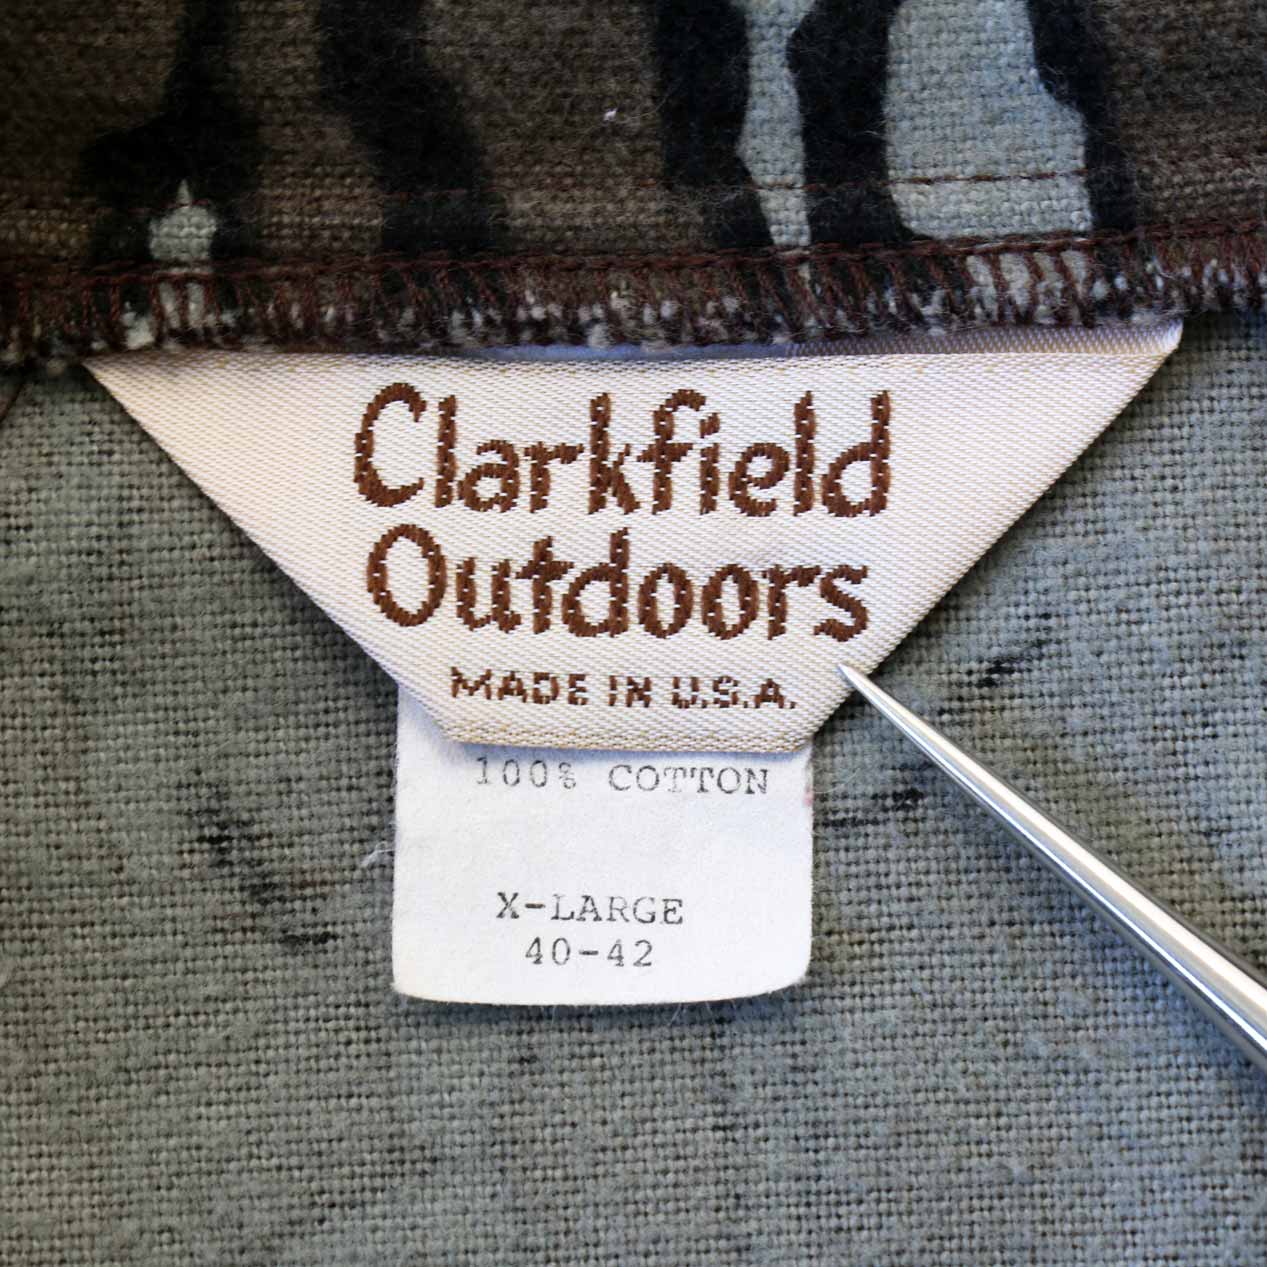 Clarkfield
Outdoors
MADE IN U.S.A.
100% COTTON
X-LARGE
40-42